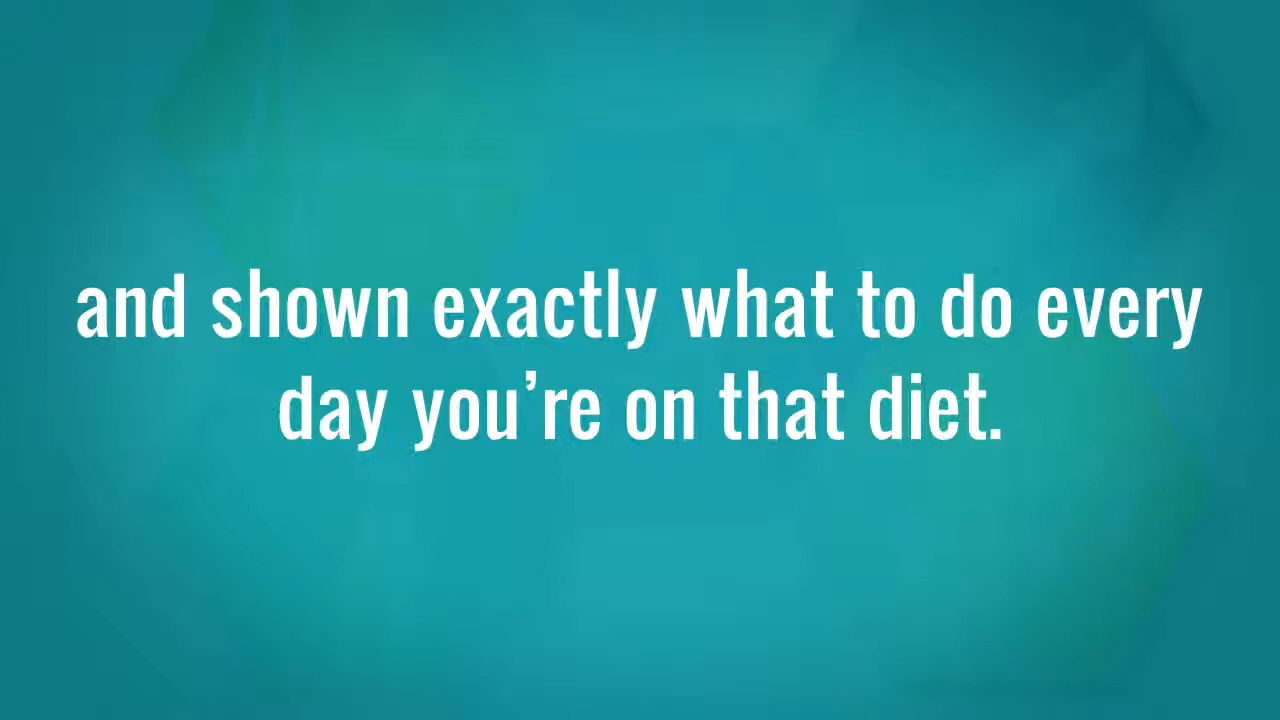 and shown exactly what to do every
day you’re on that diet.